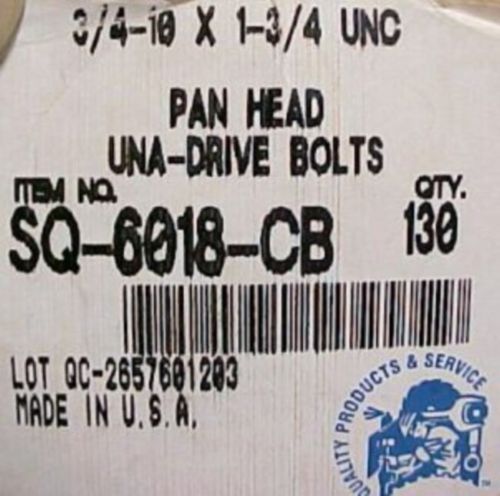 3/4-10 X 1-3/4 UNC
PAN HEAD
UNA-DRIVE BOLTS
ITEM NO.
QTY.
SQ-6018-CB
130
LOT QC-2657601203
MADE IN U.S.A.
QUALITY PRODUCTS & SERVICE
TM